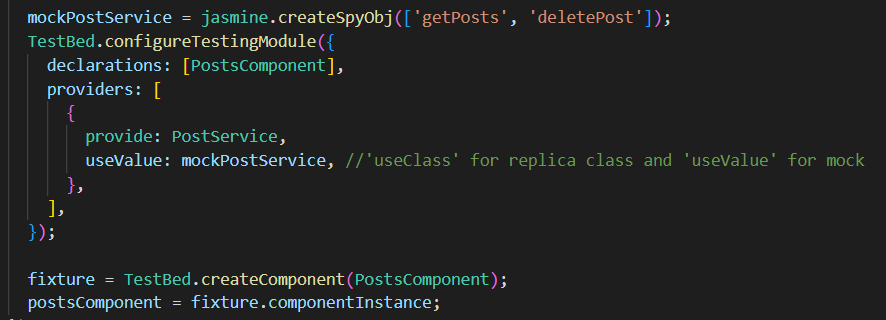 mockPostService = jasmine.createSpyObj(['getPosts', 'deletePost']);
TestBed.configureTestingModule({
  declarations: [PostsComponent],
  providers: [
    {
      provide: PostService,
      useValue: mockPostService, //'useClass' for replica class and 'useValue' for mock
    },
  ],
});

fixture = TestBed.createComponent(PostsComponent);
postsComponent = fixture.componentInstance;